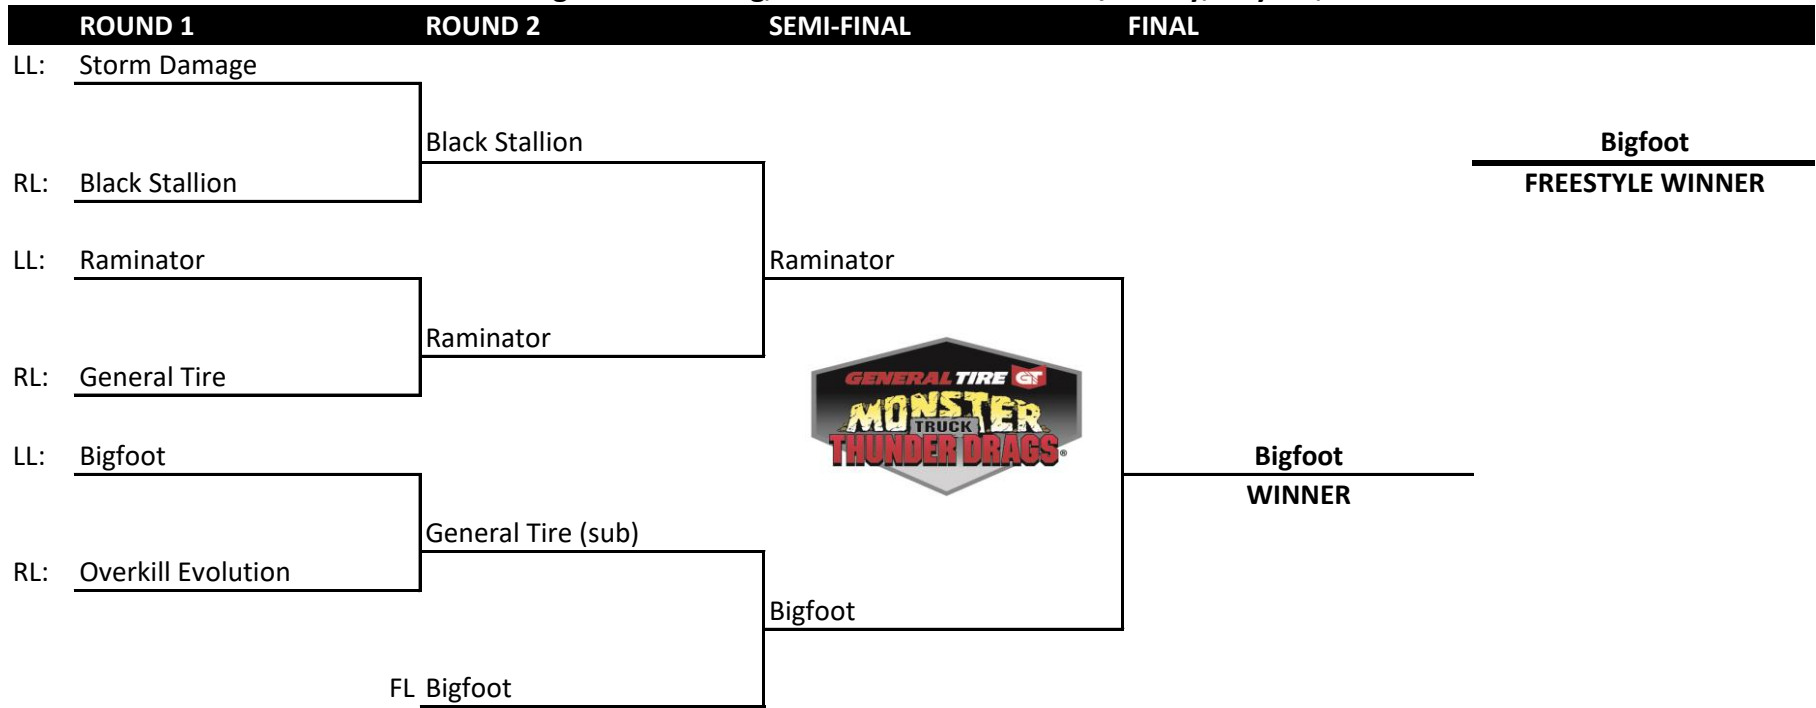 ROUND 1 ROUND 2 SEMI-FINAL FINAL
LL: Storm Damage
Black Stallion
Bigfoot
RL: Black Stallion
FREESTYLE WINNER
LL: Raminator
Raminator
Raminator
RL: General Tire
GENERAL TIRE GT
MONSTER
TRUCK
THUNDER DRAGS®
LL: Bigfoot
Bigfoot
WINNER
General Tire (sub)
RL: Overkill Evolution
Bigfoot
FL Bigfoot